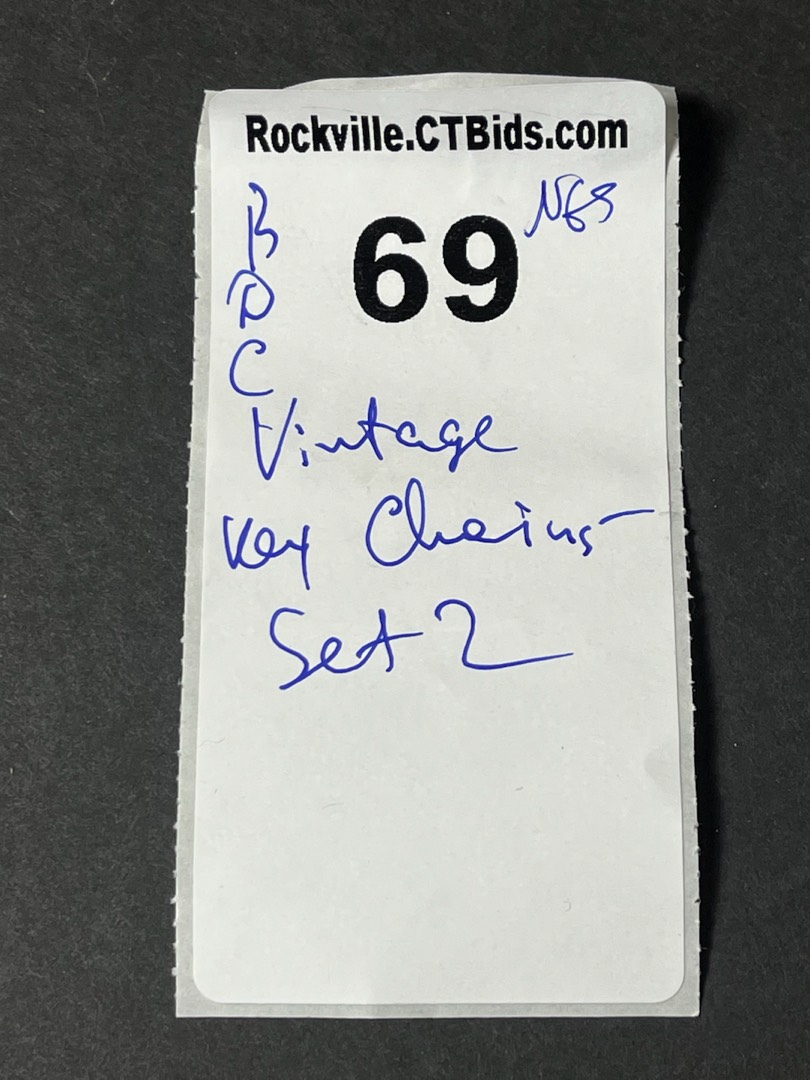 Rockville.CTBids.com
69
B
D
C
Vintage
Key Chains
Set 2